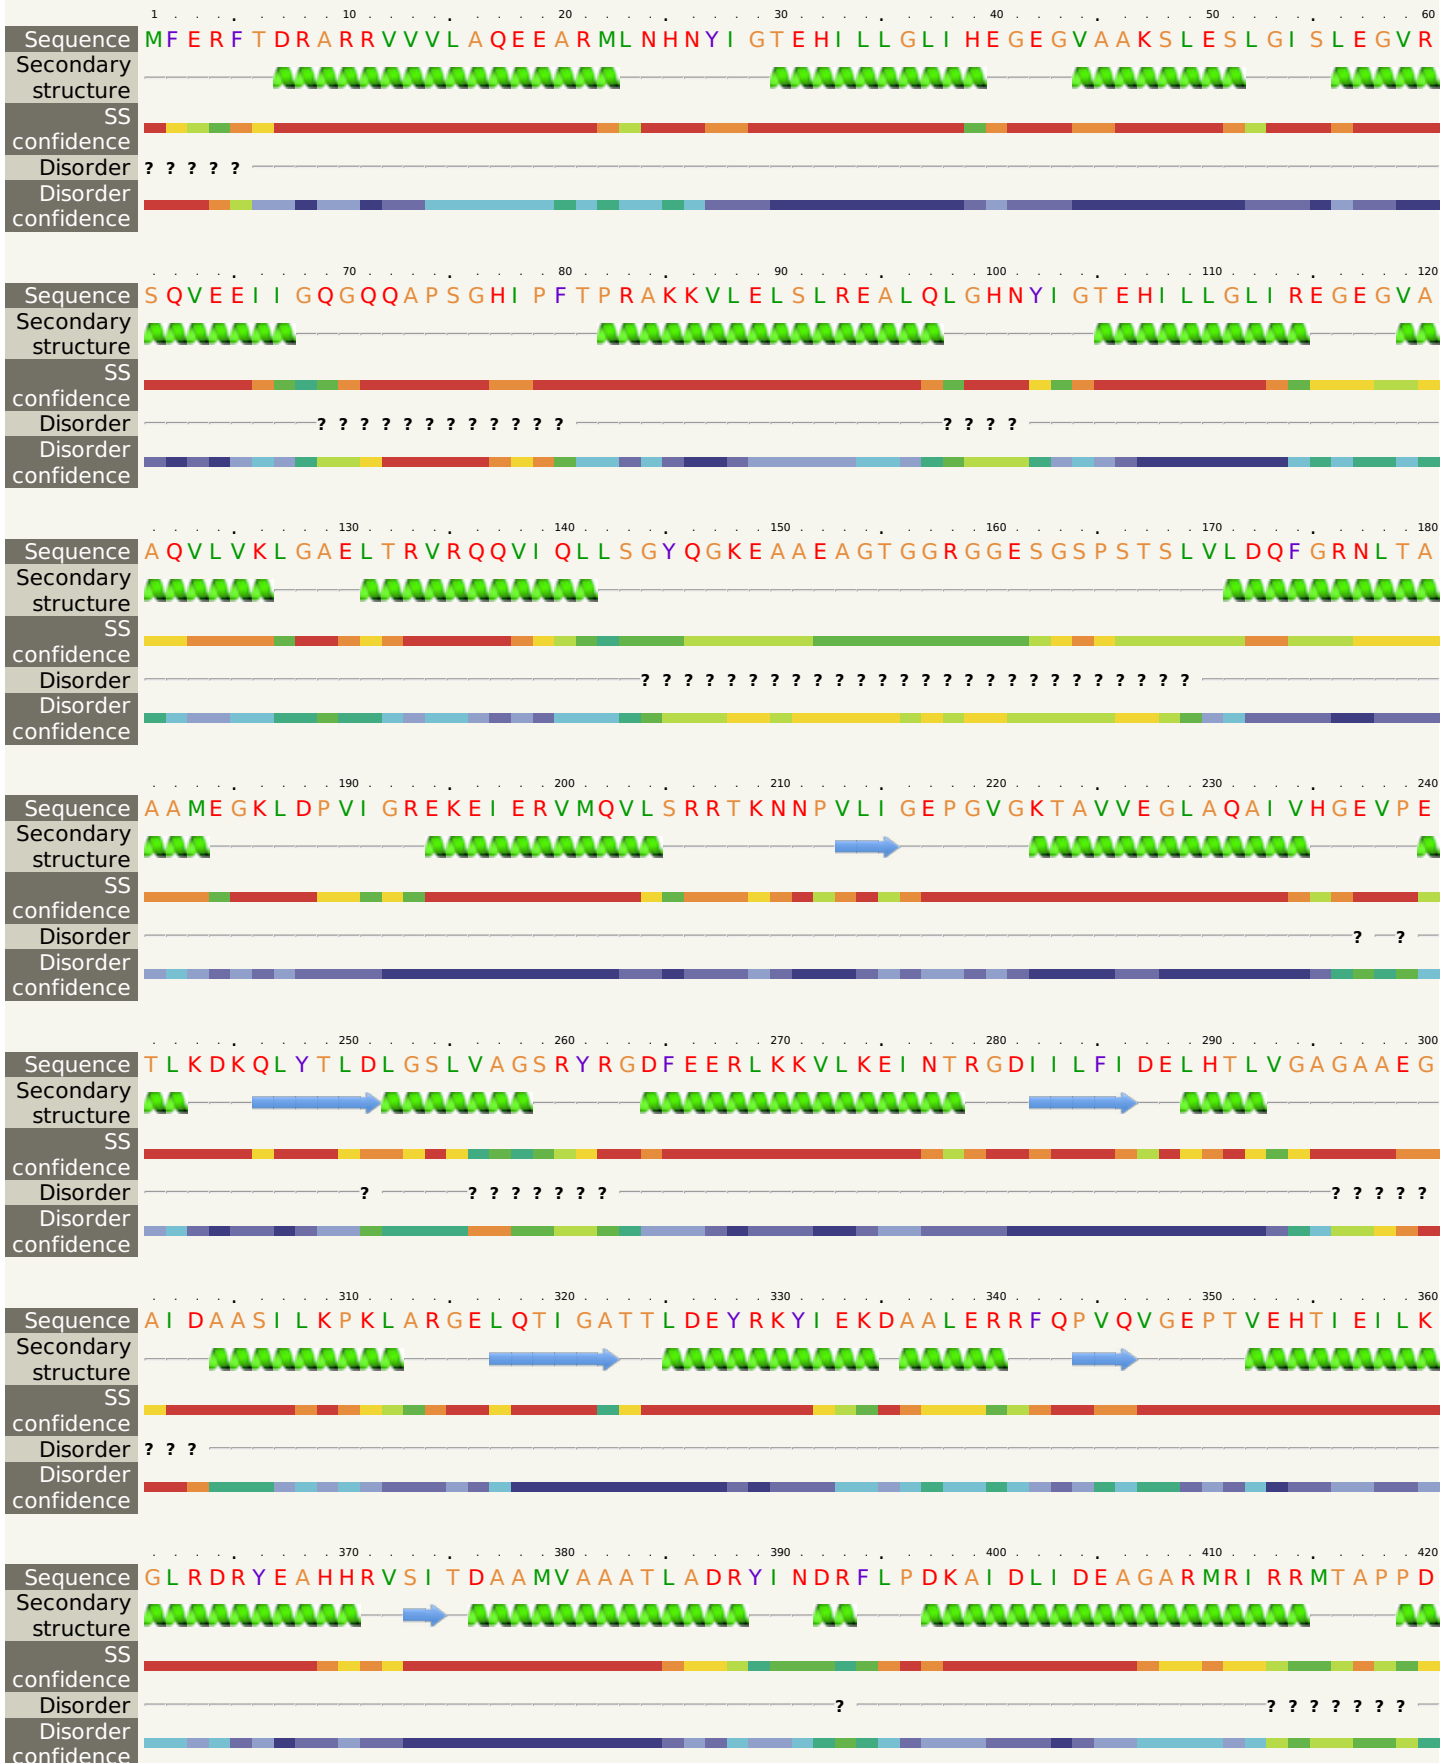 1 10 20 30 40 50 60
Sequence MFERFTDRARRVVVLAQEEARMLNHNYIGTEHILLGLIHEGEGVAAKSLESLGISLEGVR
Secondary
structure
SS
confidence
Disorder ? ? ? ? ?
Disorder
confidence
70 80 90 100 110 120
Sequence SQVEEIIGQGQQAPSGHIPFTPRAKKVLELSLREALQLGHNYIGTEHILLGLIREGEGVA
Secondary
structure
SS
confidence
Disorder ? ? ? ? ? ? ? ? ? ? ? ? ? ? ? ?
Disorder
confidence
130 140 150 160 170 180
Sequence AQVLVKLGAELTRVRQQVIQLLSGYQGKEAAEAGTGGRGGESGSPSTSLVLDQFGRNLTA
Secondary
structure
SS
confidence
Disorder ? ? ? ? ? ? ? ? ? ? ? ? ? ? ? ? ? ? ? ? ? ? ? ? ? ?
Disorder
confidence
190 200 210 220 230 240
Sequence AAMEGKLDPVIGREKEIERVMQVLSRRTKNNPVLIGEPGVGKTAVVEGLAQAIVHGEVPE
Secondary
structure
SS
confidence
Disorder ? ?
Disorder
confidence
250 260 270 280 290 300
Sequence TLKDKQLYTLDLGSLVAGSRYRGDFEERLKKVLKEINTRGDIILFIDELHTLVGAGAAEG
Secondary
structure
SS
confidence
Disorder ? ? ? ? ? ? ? ? ? ? ? ? ?
Disorder
confidence
310 320 330 340 350 360
Sequence AIDAASILKPKLARGELQTIGATTLDEYRKYIEKDAALERRFQPVQVGEPTVEHTIEILK
Secondary
structure
SS
confidence
Disorder ? ? ?
Disorder
confidence
370 380 390 400 410 420
Sequence GLRDRYEAHHRVSITDAAMVAAATLADRYINDRFLPDKAIDLIDEAGARMRIRRMTAPPD
Secondary
structure
SS
confidence
Disorder ? ? ? ? ? ? ? ?
Disorder
confidence